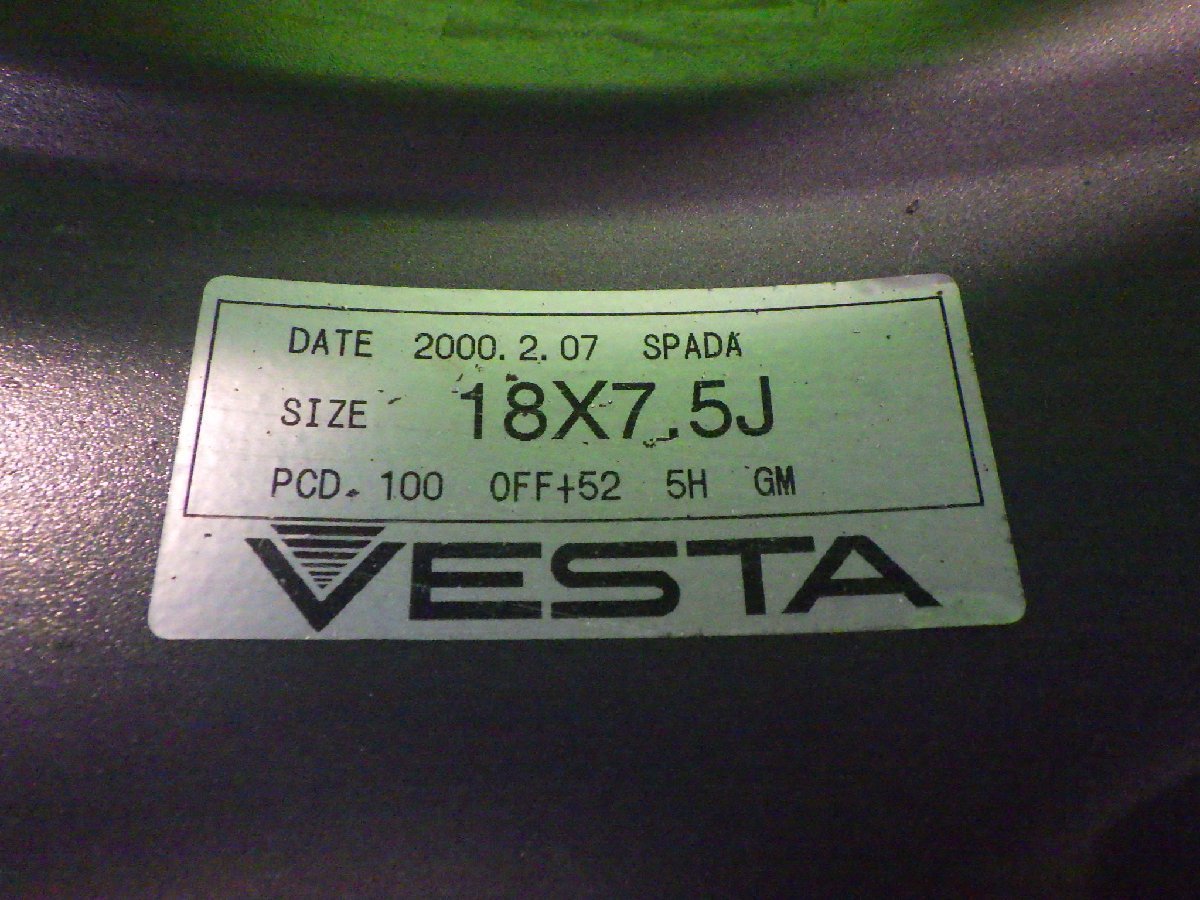 DATE 2000.2.07 SPADA
SIZE 18X7.5J
PCD. 100 OFF+52 5H GM
VESTA